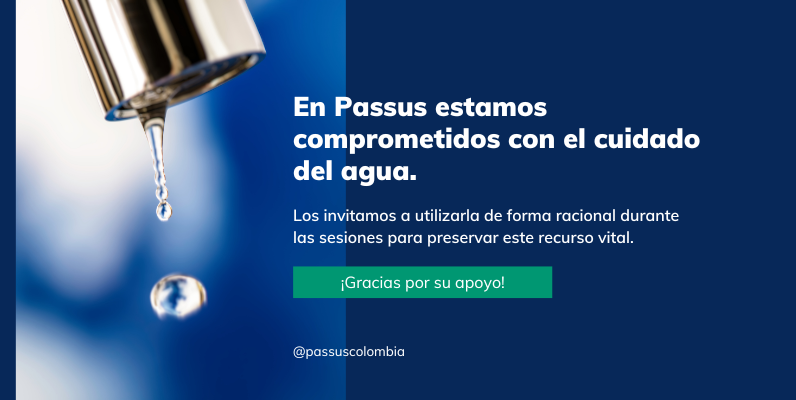 En Passus estamos
comprometidos con el cuidado
del agua.
Los invitamos a utilizarla de forma racional durante
las sesiones para preservar este recurso vital.
¡Gracias por su apoyo!
@passuscolombia